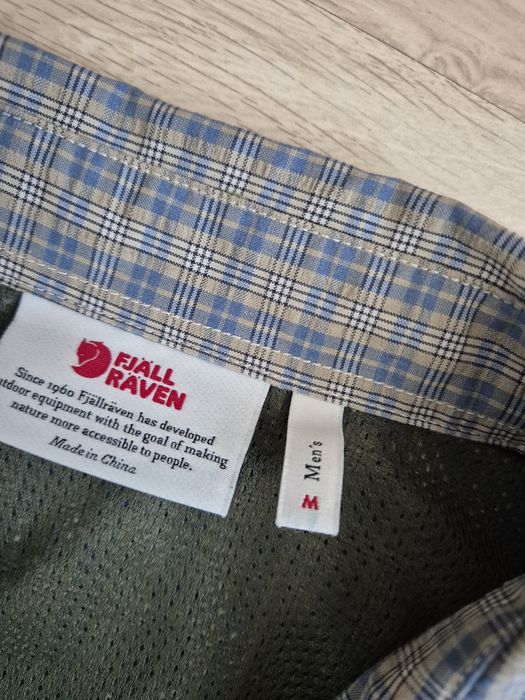 FJÄLL
RÄVEN
Since 1960 Fjällräven has developed
outdoor equipment with the goal of making
nature more accessible to people.
Made in China
Men's
M